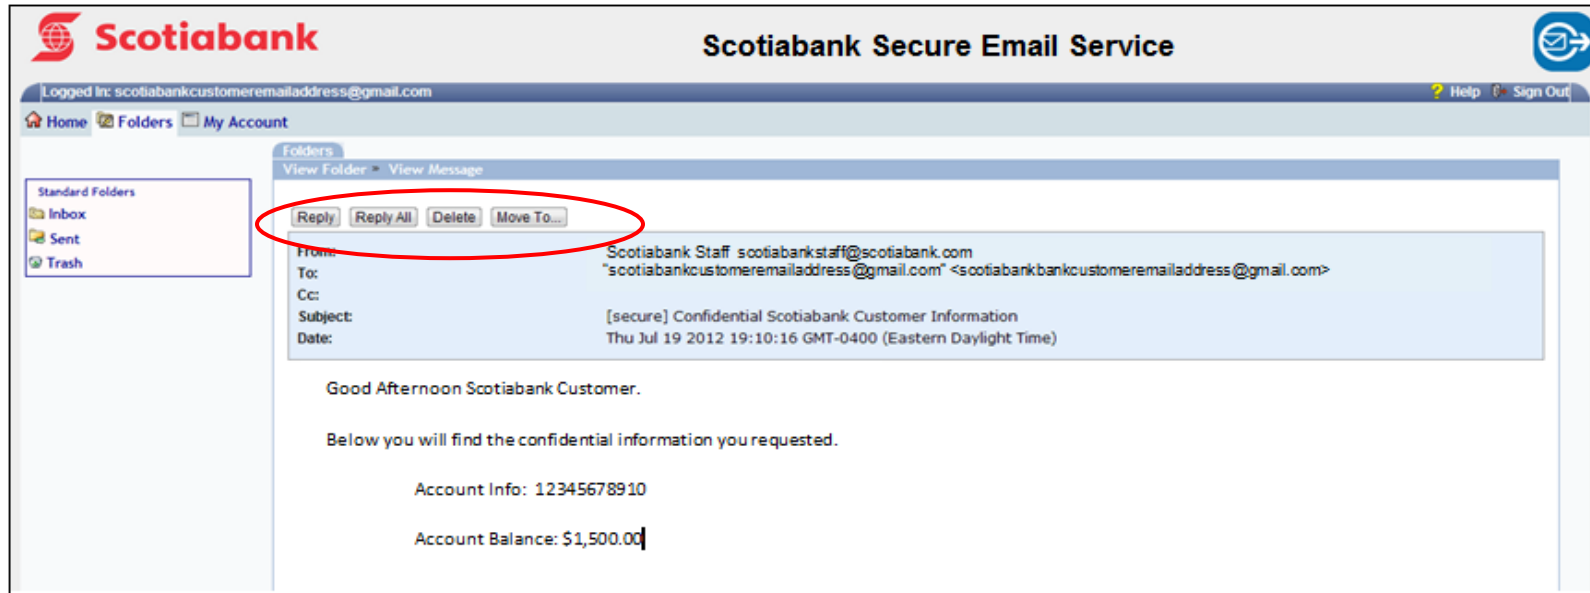 Scotiabank
Scotiabank Secure Email Service
Logged In: scotiabankcustomeremailaddress@gmail.com
? Help Sign Out
Home Folders My Account
Folders
View Folder » View Message
Standard Folders
Inbox
Sent
Trash
Reply Reply All Delete Move To...
From: Scotiabank Staff scotiabankstaff@scotiabank.com
To: "scotiabankcustomeremailaddress@gmail.com" <scotiabankbankcustomeremailaddress@gmail.com>
Cc:
Subject: [secure] Confidential Scotiabank Customer Information
Date: Thu Jul 19 2012 19:10:16 GMT-0400 (Eastern Daylight Time)
Good Afternoon Scotiabank Customer.
Below you will find the confidential information you requested.
Account Info: 12345678910
Account Balance: $1,500.00